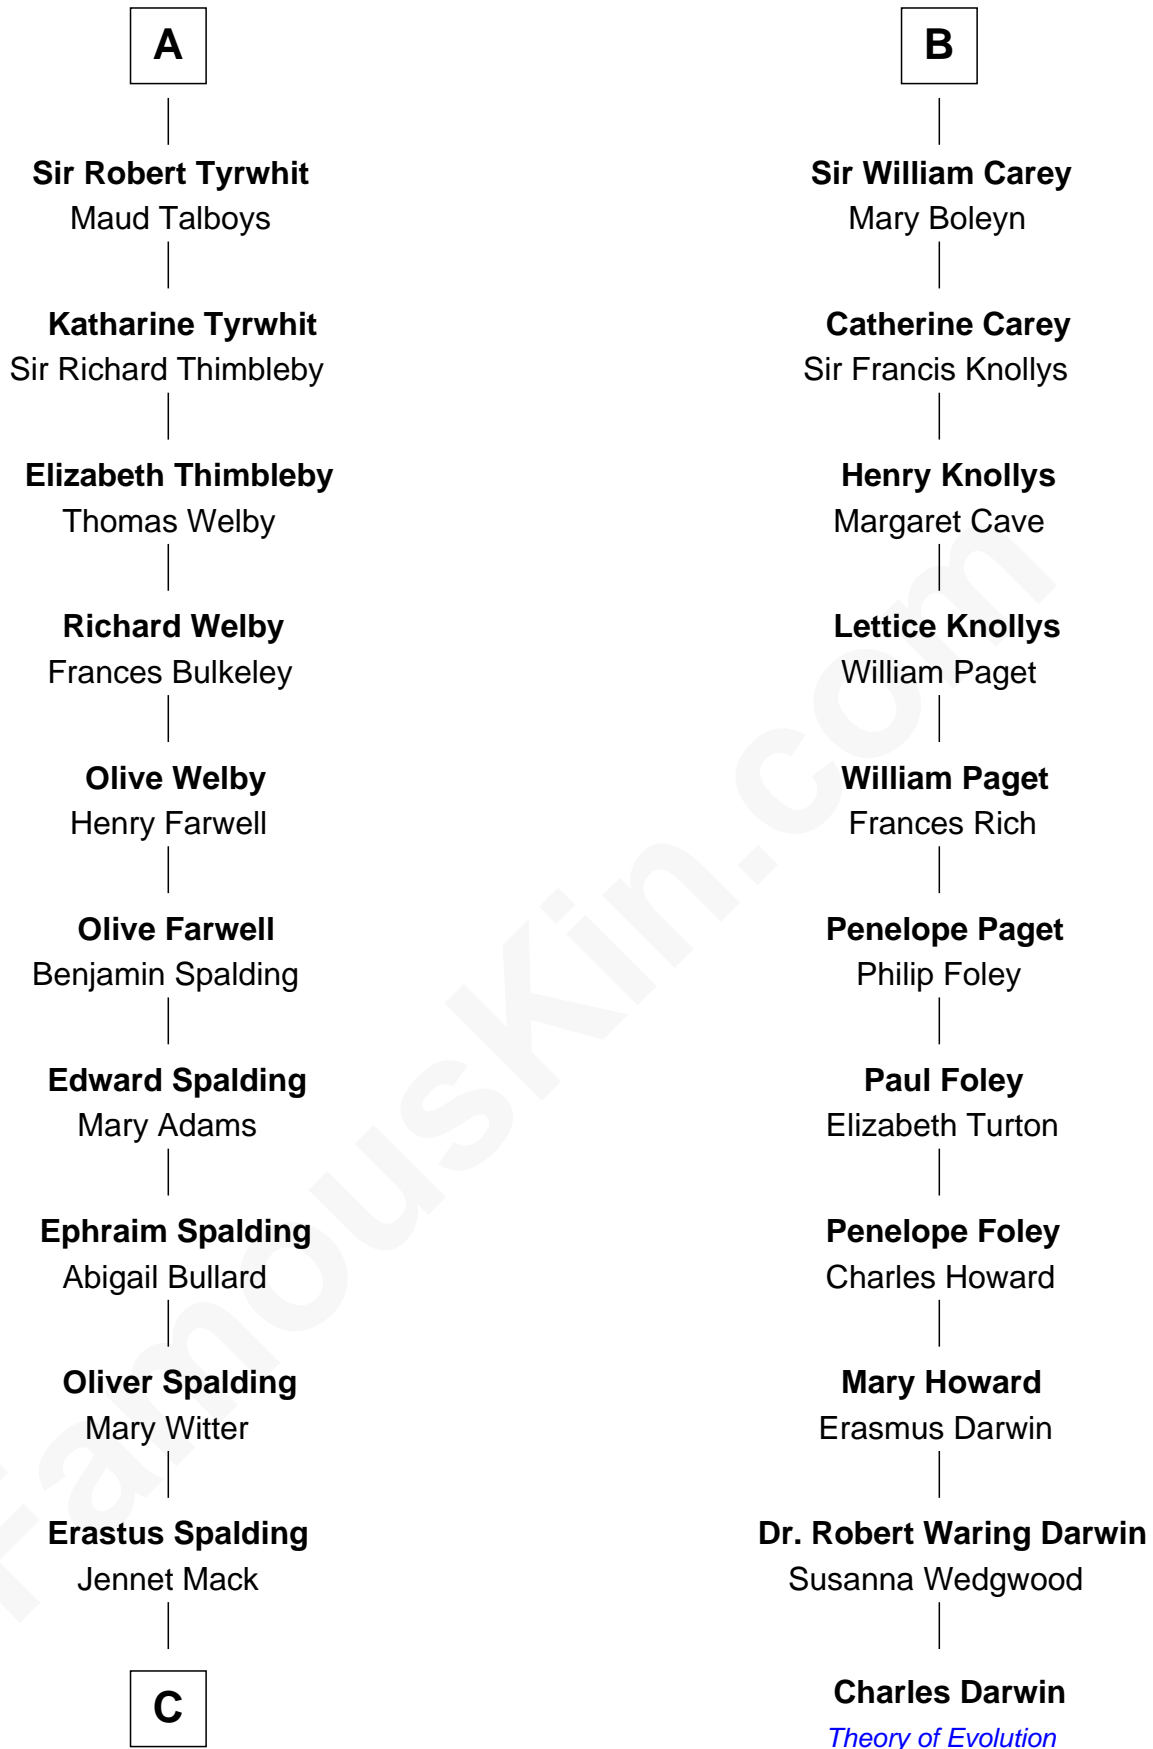 A
Sir Robert Tyrwhit
Maud Talboys
Katharine Tyrwhit
Sir Richard Thimbleby
Elizabeth Thimbleby
Thomas Welby
Richard Welby
Frances Bulkeley
Olive Welby
Henry Farwell
Olive Farwell
Benjamin Spalding
Edward Spalding
Mary Adams
Ephraim Spalding
Abigail Bullard
Oliver Spalding
Mary Witter
Erastus Spalding
Jennet Mack
C
B
Sir William Carey
Mary Boleyn
Catherine Carey
Sir Francis Knollys
Henry Knollys
Margaret Cave
Lettice Knollys
William Paget
William Paget
Frances Rich
Penelope Paget
Philip Foley
Paul Foley
Elizabeth Turton
Penelope Foley
Charles Howard
Mary Howard
Erasmus Darwin
Dr. Robert Waring Darwin
Susanna Wedgwood
Charles Darwin
Theory of Evolution
FamousKin.com